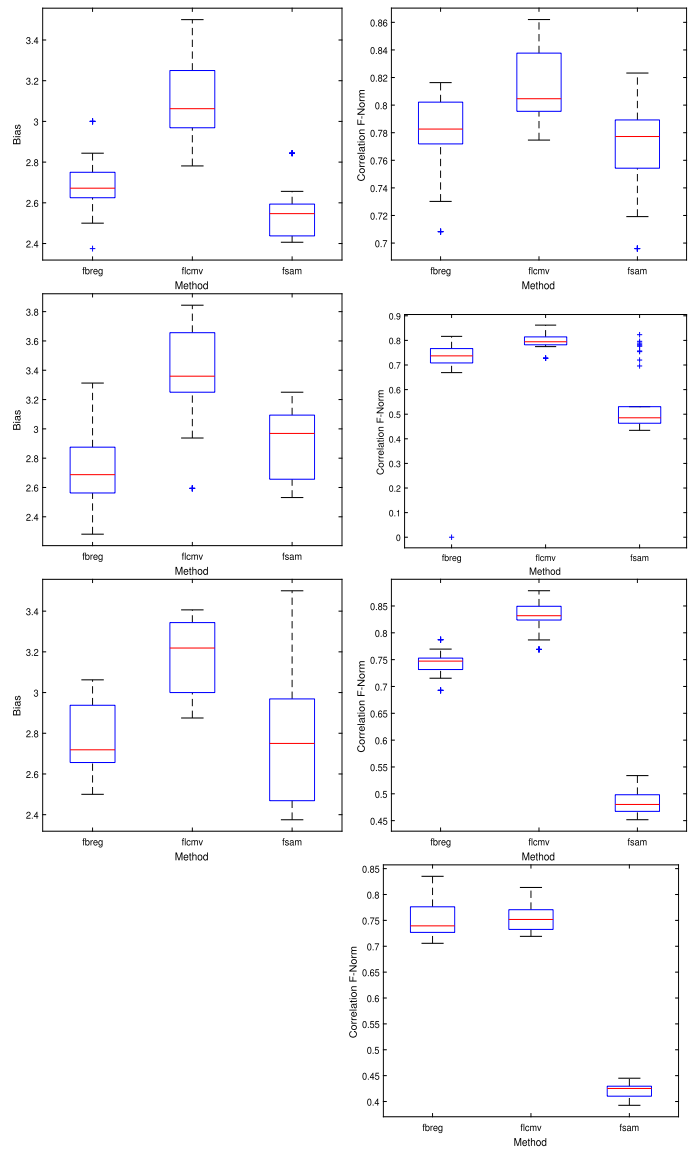 3.4
3.2
3
2.8
2.6
2.4
Bias
fbreg flcmv fsam
Method
0.86
0.84
0.82
0.8
0.78
0.76
0.74
0.72
0.7
Correlation F-Norm
fbreg flcmv fsam
Method
3.8
3.6
3.4
3.2
3
2.8
2.6
2.4
Bias
fbreg flcmv fsam
Method
0.9
0.8
0.7
0.6
0.5
0.4
0.3
0.2
0.1
0
Correlation F-Norm
fbreg flcmv fsam
Method
3.4
3.2
3
2.8
2.6
2.4
Bias
fbreg flcmv fsam
Method
0.85
0.8
0.75
0.7
0.65
0.6
0.55
0.5
0.45
Correlation F-Norm
fbreg flcmv fsam
Method
0.85
0.8
0.75
0.7
0.65
0.6
0.55
0.5
0.45
0.4
Correlation F-Norm
fbreg flcmv fsam
Method